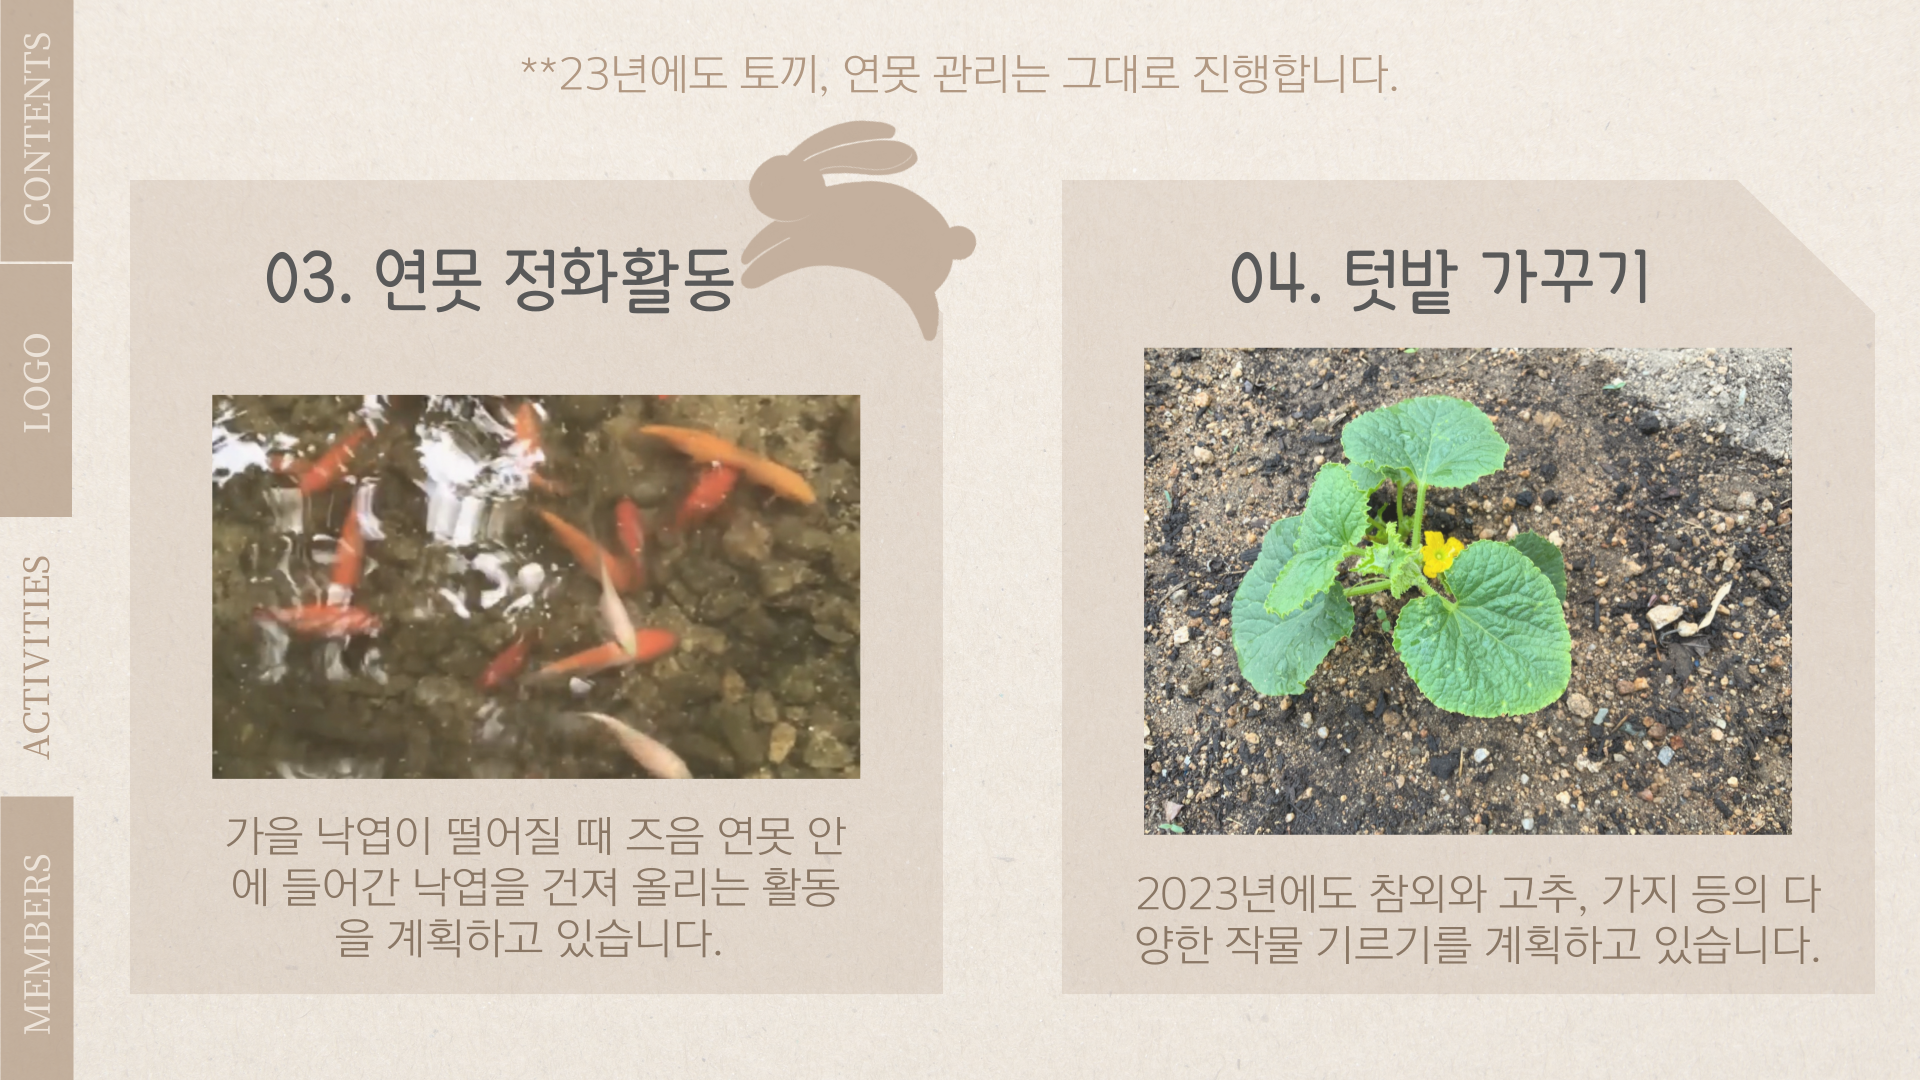 CONTENTS
LOGO
ACTIVITIES
MEMBERS
**23년에도 토끼, 연못 관리는 그대로 진행합니다.
03. 연못 정화활동
가을 낙엽이 떨어질 때 즈음 연못 안
에 들어간 낙엽을 건져 올리는 활동
을 계획하고 있습니다.
04. 텃밭 가꾸기
2023년에도 참외와 고추, 가지 등의 다
양한 작물 기르기를 계획하고 있습니다.